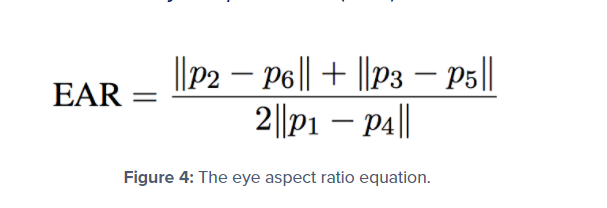 EAR = ||p2 − p6|| + ||p3 − p5||
2||p1 − p4||
Figure 4: The eye aspect ratio equation.